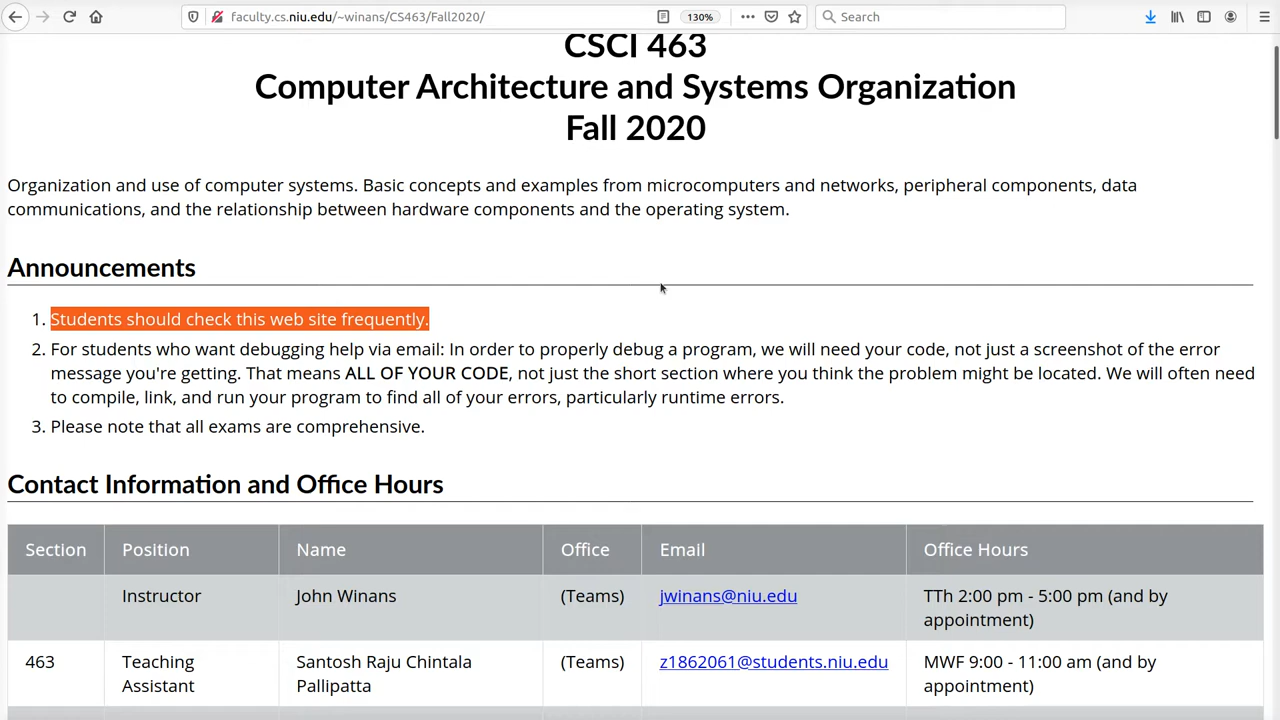 faculty.cs.niu.edu/~winans/CS463/Fall2020/
130%
Search
CSCI 463
Computer Architecture and Systems Organization
Fall 2020
Organization and use of computer systems. Basic concepts and examples from microcomputers and networks, peripheral components, data
communications, and the relationship between hardware components and the operating system.
Announcements
1. Students should check this web site frequently.
2. For students who want debugging help via email: In order to properly debug a program, we will need your code, not just a screenshot of the error
message you're getting. That means ALL OF YOUR CODE, not just the short section where you think the problem might be located. We will often need
to compile, link, and run your program to find all of your errors, particularly runtime errors.
3. Please note that all exams are comprehensive.
Contact Information and Office Hours
Section Position Name Office Email Office Hours
Instructor John Winans (Teams) jwinans@niu.edu TTh 2:00 pm - 5:00 pm (and by
appointment)
463 Teaching Santosh Raju Chintala (Teams) z1862061@students.niu.edu MWF 9:00 - 11:00 am (and by
Assistant Pallipatta appointment)